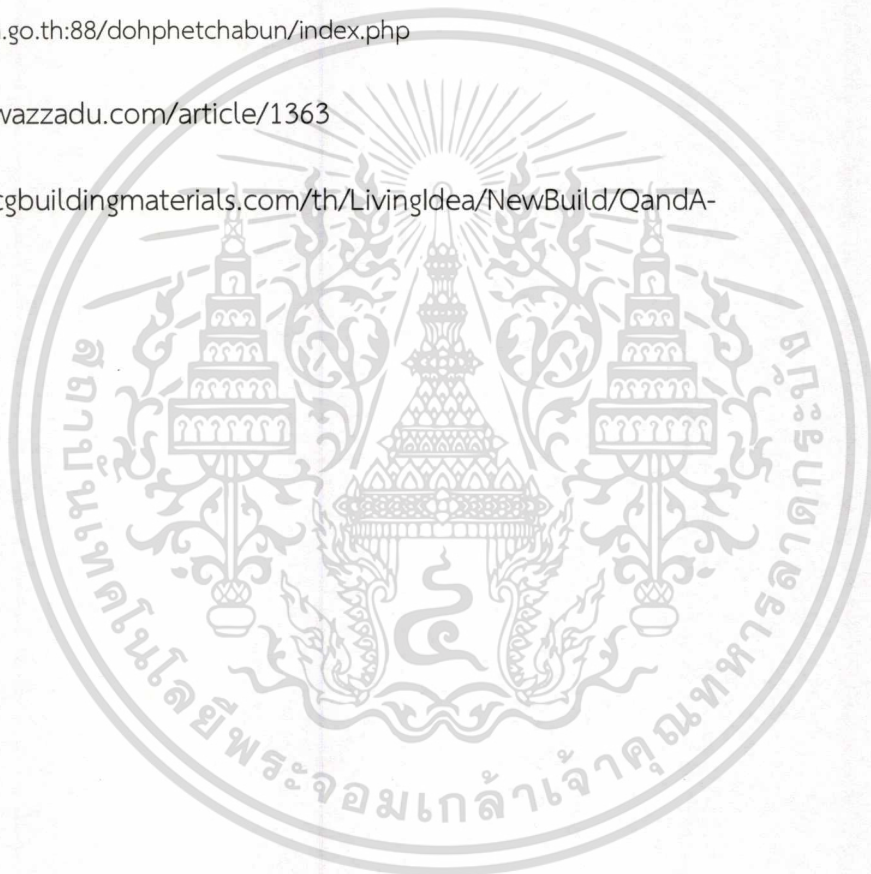 .go.th:88/dohphetchabun/index.php
wazzadu.com/article/1363
cgbuildingmaterials.com/th/LivingIdea/NewBuild/QandA-
สถาบันเทคโนโลยีพระจอมเกล้าเจ้าคุณทหารลาดกระบัง